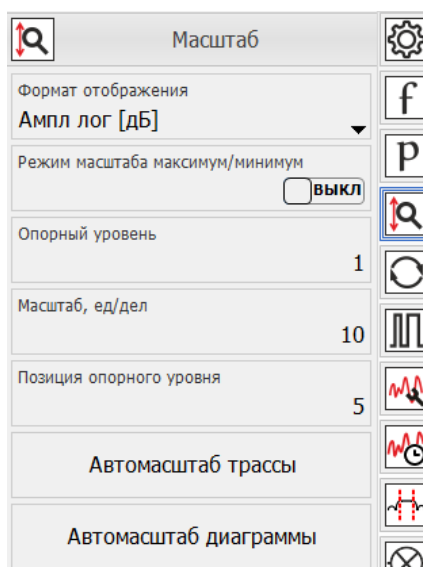 Масштаб
Формат отображения
Ампл лог [дБ]
Режим масштаба максимум/минимум
ВЫКЛ
Опорный уровень
1
Масштаб, ед/дел
10
Позиция опорного уровня
5
Автомасштаб трассы
Автомасштаб диаграммы
f
p